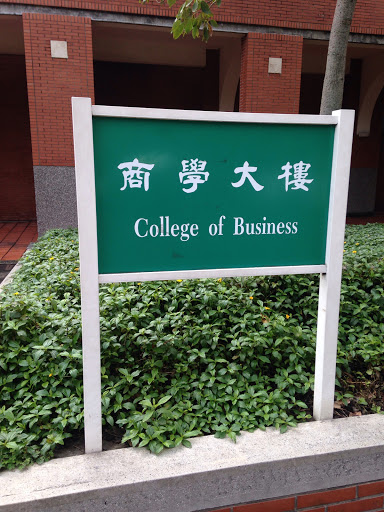 商學大樓
College of Business